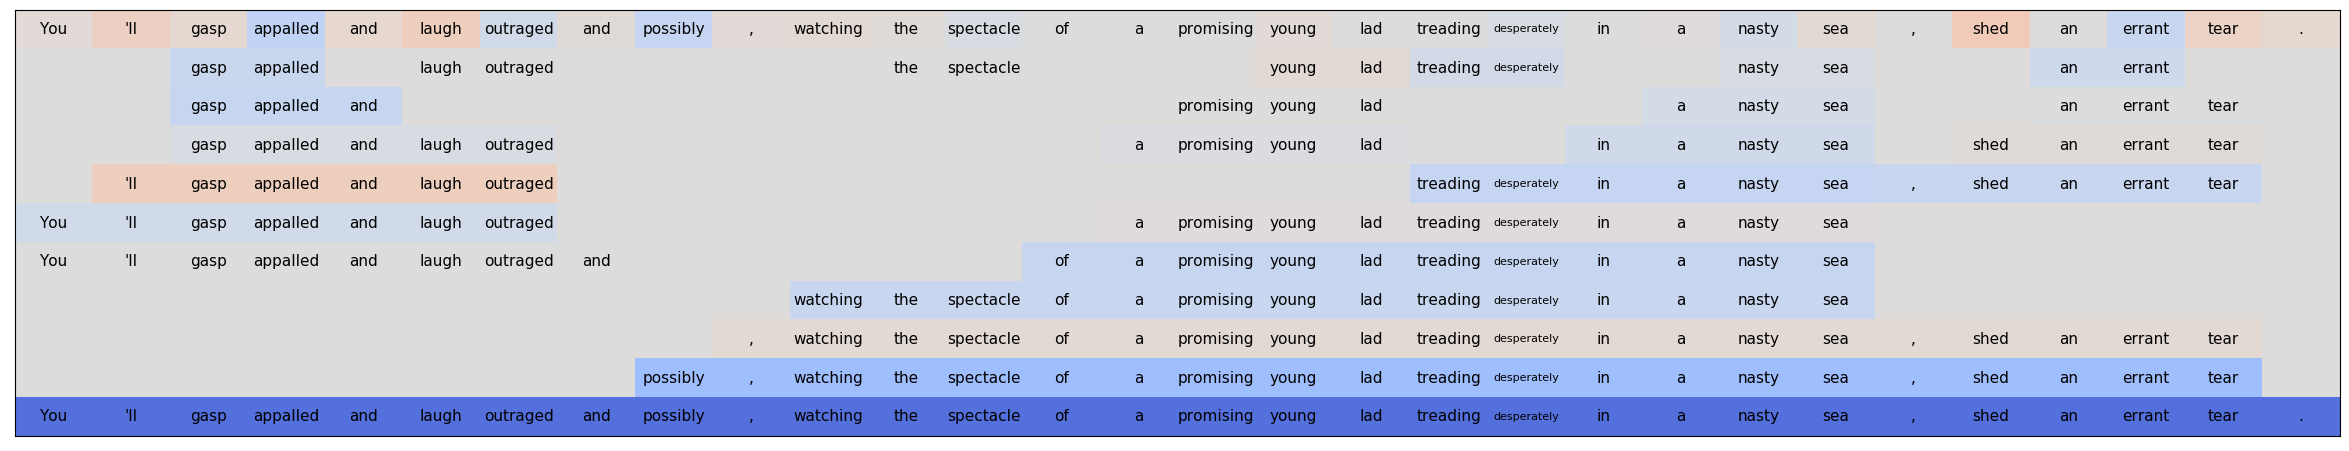 You 'll gasp appalled and laugh outraged and possibly , watching the spectacle of a promising young lad treading desperately in a nasty sea , shed an errant tear .
gasp appalled laugh outraged the spectacle young lad treading desperately nasty sea an errant
gasp appalled and promising young lad a nasty sea an errant tear
gasp appalled and laugh outraged a promising young lad in a nasty sea shed an errant tear
'll gasp appalled and laugh outraged treading desperately in a nasty sea , shed an errant tear
You 'll gasp appalled and laugh outraged a promising young lad treading desperately in a nasty sea
You 'll gasp appalled and laugh outraged and of a promising young lad treading desperately in a nasty sea
watching the spectacle of a promising young lad treading desperately in a nasty sea
, watching the spectacle of a promising young lad treading desperately in a nasty sea , shed an errant tear
possibly , watching the spectacle of a promising young lad treading desperately in a nasty sea , shed an errant tear
You 'll gasp appalled and laugh outraged and possibly , watching the spectacle of a promising young lad treading desperately in a nasty sea , shed an errant tear .